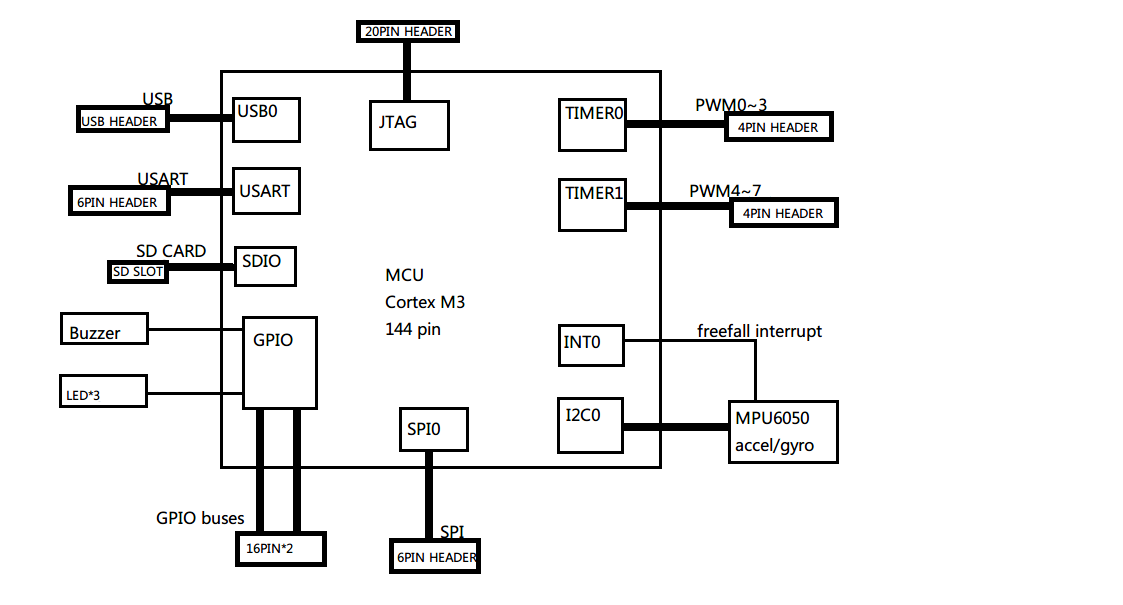 20PIN HEADER
USB
USB HEADER
USB0
JTAG
TIMER0
PWM0~3
4PIN HEADER
USART
6PIN HEADER
USART
TIMER1
PWM4~7
4PIN HEADER
SD CARD
SD SLOT
SDIO
MCU
Cortex M3
144 pin
Buzzer
GPIO
INT0
freefall interrupt
LED*3
SPI0
I2C0
MPU6050
accel/gyro
GPIO buses
16PIN*2
SPI
6PIN HEADER